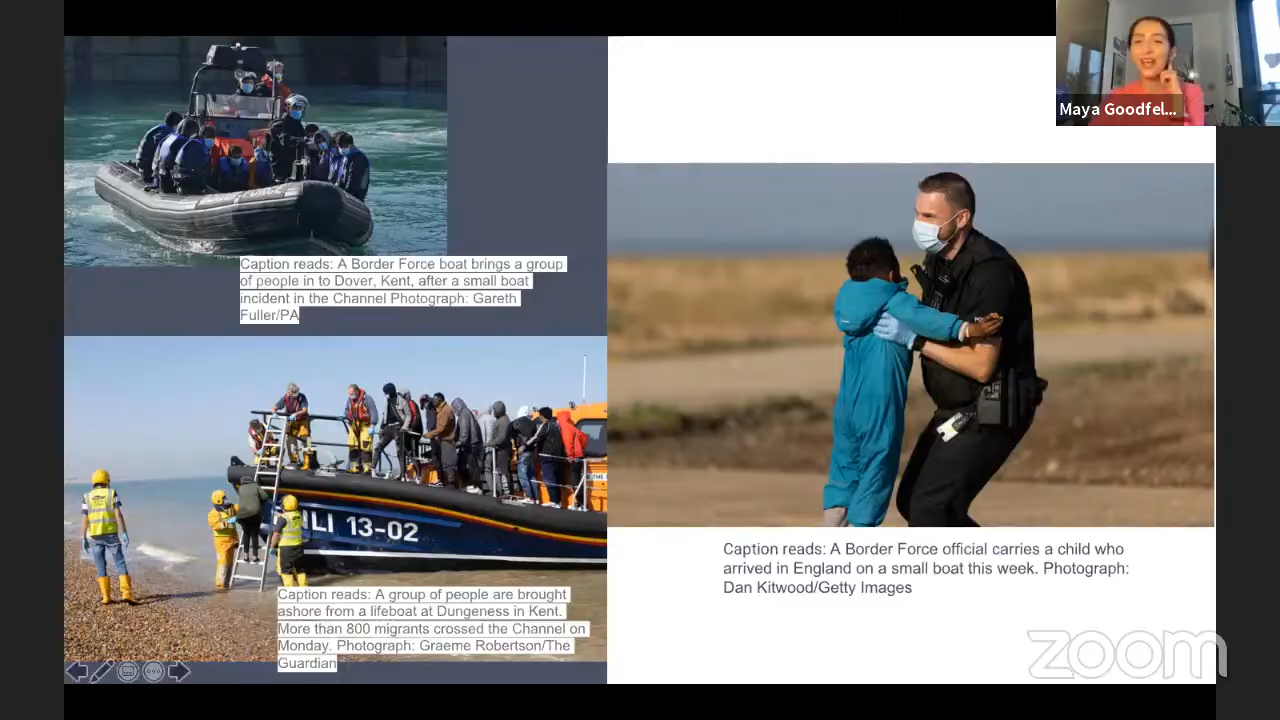 Maya Goodfel...
Caption reads: A Border Force boat brings a group
of people in to Dover, Kent, after a small boat
incident in the Channel Photograph: Gareth
Fuller/PA
ILI 13-02
THE
Caption reads: A group of people are brought
ashore from a lifeboat at Dungeness in Kent.
More than 800 migrants crossed the Channel on
Monday. Photograph: Graeme Robertson/The
Guardian
Caption reads: A Border Force official carries a child who
arrived in England on a small boat this week. Photograph:
Dan Kitwood/Getty Images
zoom